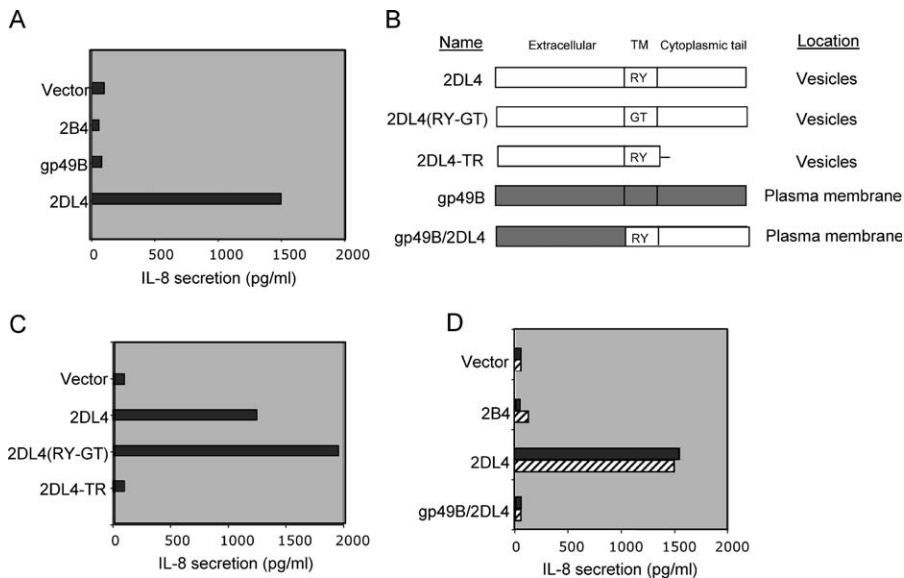 A
Vector
2B4
gp49B
2DL4
0 500 1000 1500 2000
IL-8 secretion (pg/ml)
B
Name Extracellular TM Cytoplasmic tail Location
2DL4 RY Vesicles
2DL4(RY-GT) GT Vesicles
2DL4-TR RY Vesicles
gp49B Plasma membrane
gp49B/2DL4 RY Plasma membrane
C
Vector
2DL4
2DL4(RY-GT)
2DL4-TR
0 500 1000 1500 2000
IL-8 secretion (pg/ml)
D
Vector
2B4
2DL4
gp49B/2DL4
0 500 1000 1500 2000
IL-8 secretion (pg/ml)